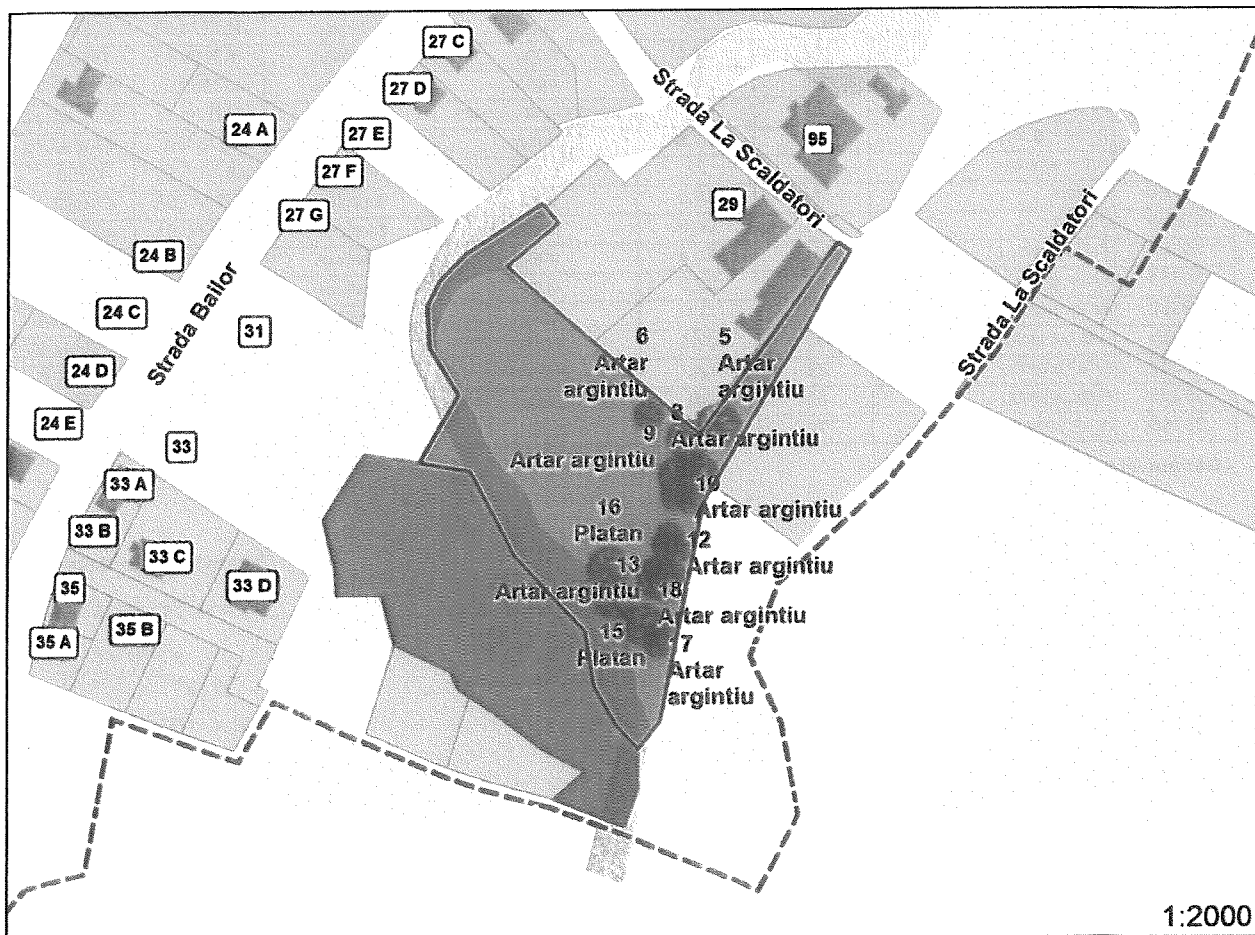 27 C
27 D
24 A
27 E
27 F
27 G
24 B
24 C
Strada Bailor
31
24 D
24 E
33
33 A
33 B
33 C
33 D
35
35 A
35 B
Strada La Scaldatori
95
29
Strada La Scaldatori
6
Artar
argintiu
5
Artar
argintiu
Artar argintiu
9
Artar argintiu
Artar argintiu
16
Platan
12
Artar argintiu
13
Artar argintiu
18
Artar argintiu
15
Platan
17
Artar
argintiu
1:2000